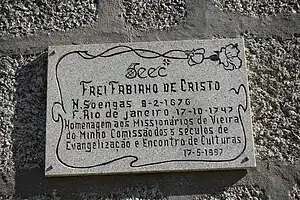 Seec
FREI FABIANO DE CRISTO
N. Soengas 8-2-1676
F. Rio de Janeiro 17-10-1747
Homenagem aos Missionários de Vieira
do Minho Comissão dos 5 séculos de
Evangelização e Encontro de Culturas
17-5-1997